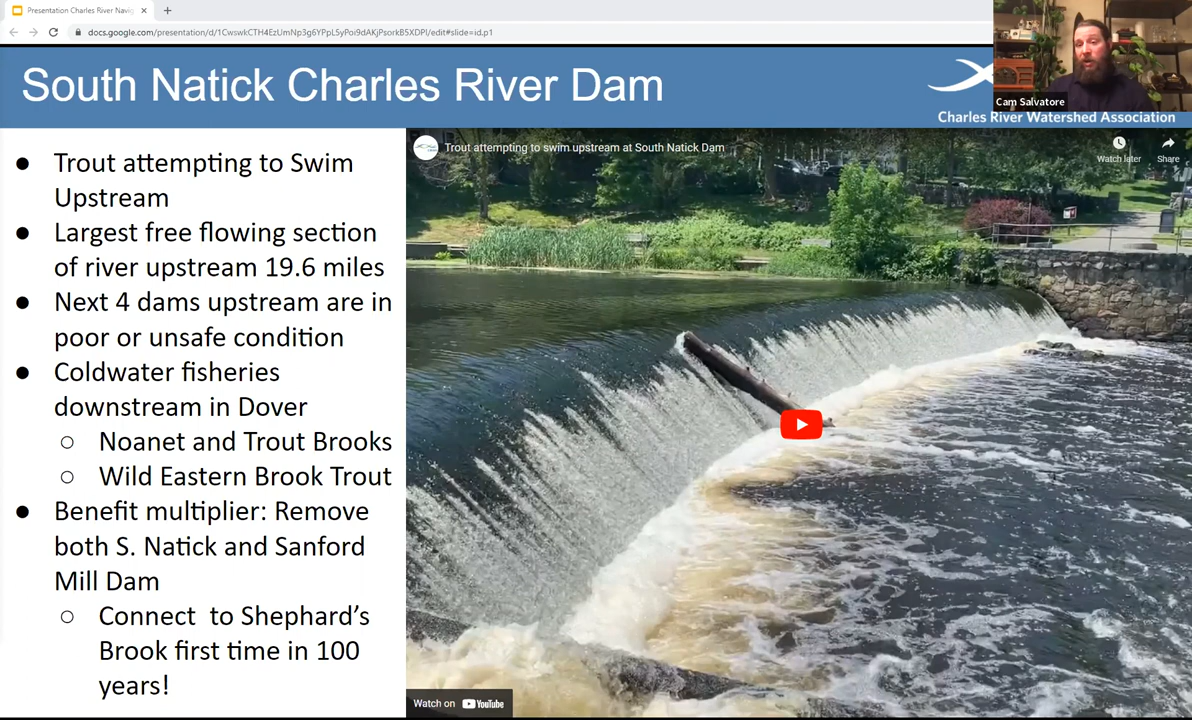 Presentation Charles River Navig
docs.google.com/presentation/d/1CwswkCTH4EzUmNp3g6YPpL5yPoi9dAKjPsorkB5XDPI/edit#slide=id.p1
South Natick Charles River Dam
Cam Salvatore
Charles River Watershed Association
● Trout attempting to Swim
Upstream
● Largest free flowing section
of river upstream 19.6 miles
● Next 4 dams upstream are in
poor or unsafe condition
● Coldwater fisheries
downstream in Dover
○ Noanet and Trout Brooks
○ Wild Eastern Brook Trout
● Benefit multiplier: Remove
both S. Natick and Sanford
Mill Dam
○ Connect to Shephard's
Brook first time in 100
years!
Trout attempting to swim upstream at South Natick Dam
Watch later
Share
Watch on YouTube